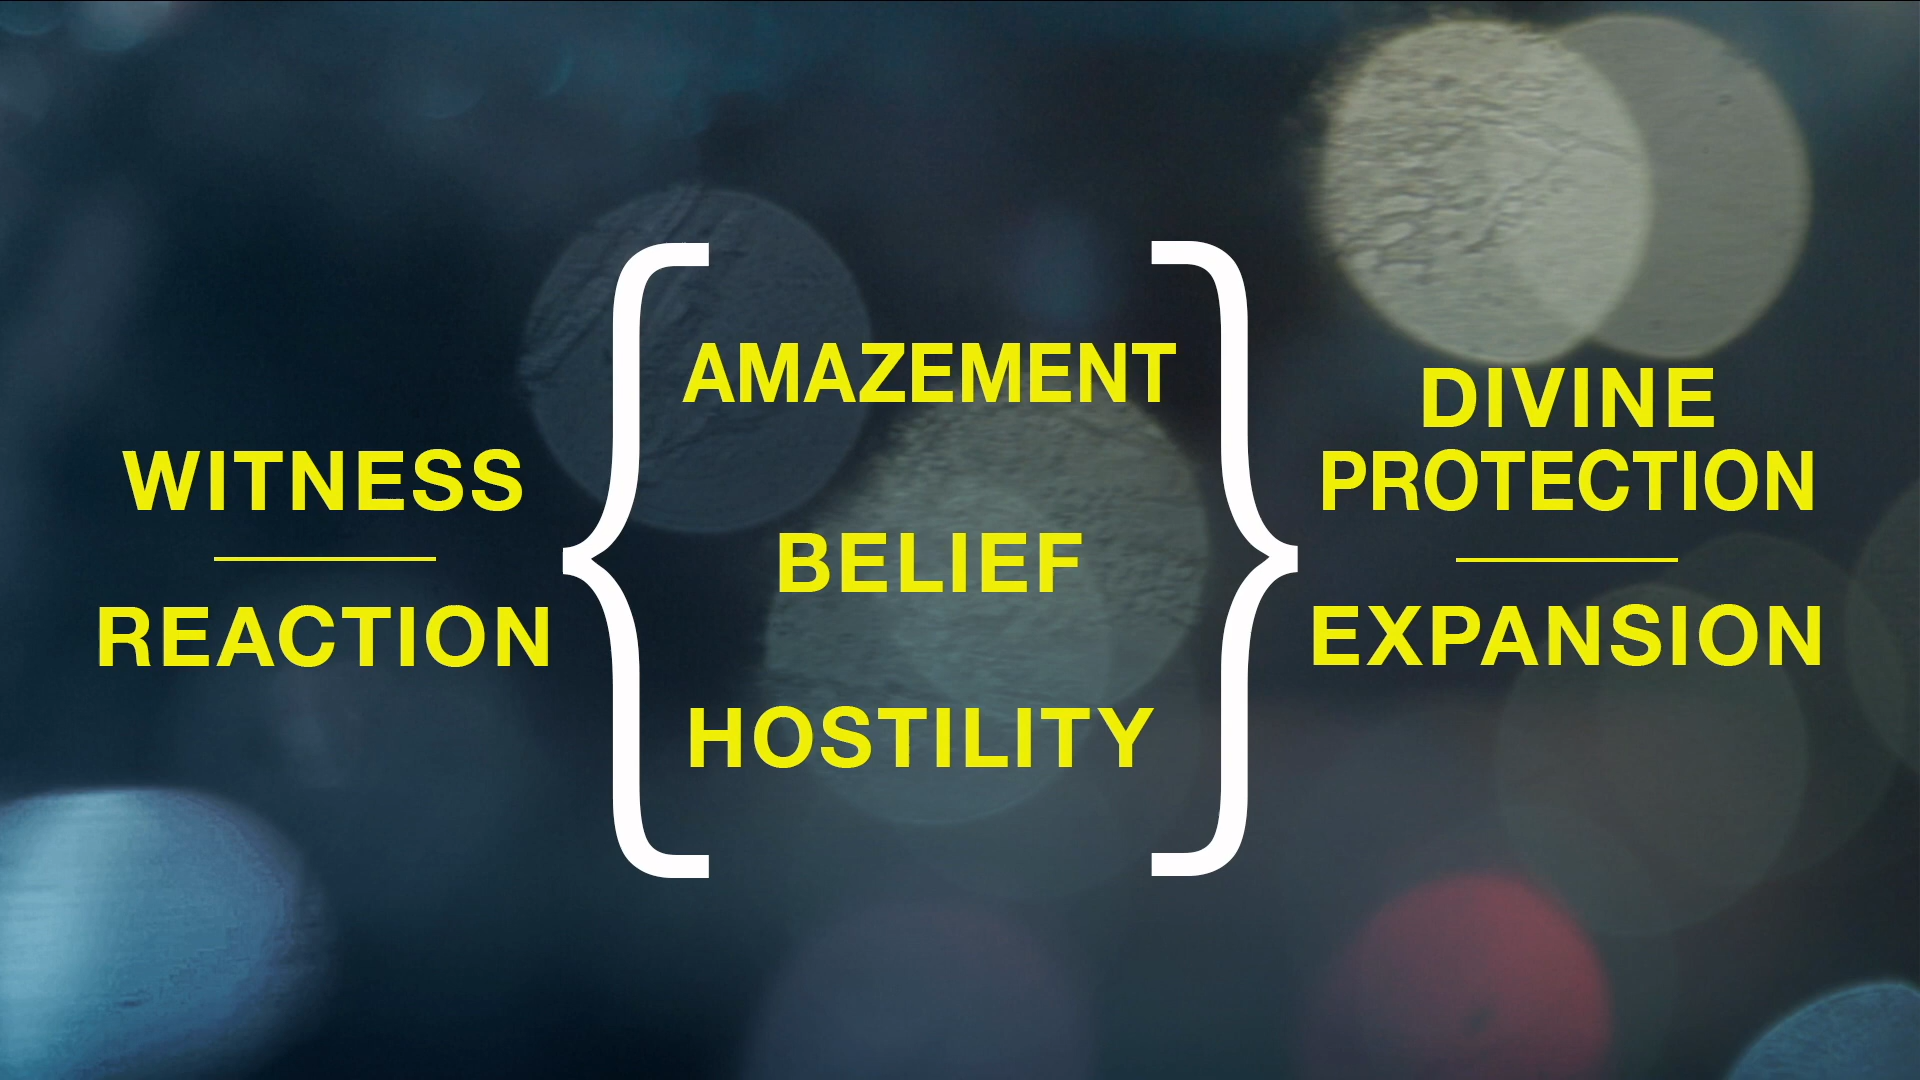 WITNESS
REACTION
AMAZEMENT
BELIEF
HOSTILITY
DIVINE
PROTECTION
EXPANSION